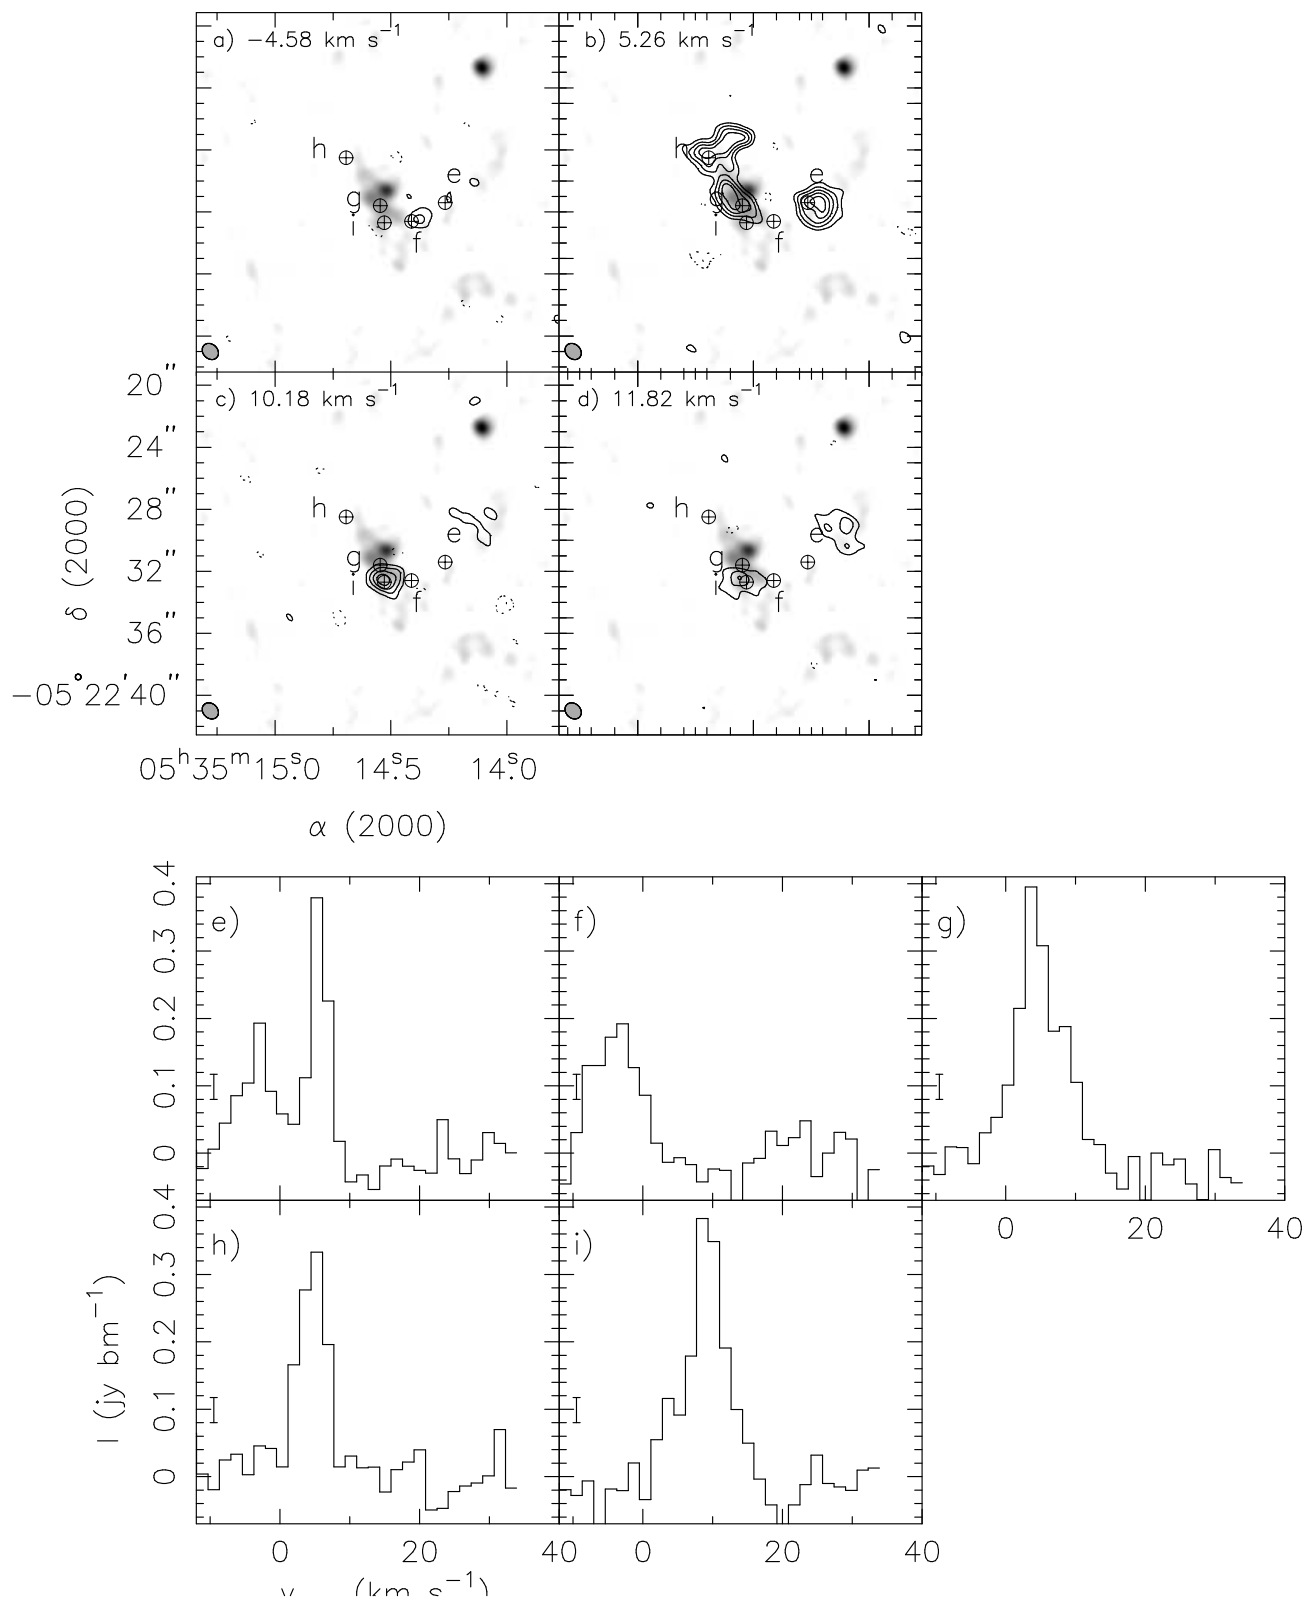 a) −4.58 km s⁻¹
b) 5.26 km s⁻¹
h
g
i
f
e
h
g
i
f
e
c) 10.18 km s⁻¹
d) 11.82 km s⁻¹
h
g
i
f
e
h
g
i
f
e
20"
24"
28"
32"
36"
−05°22'40"
δ (2000)
05ʰ35ᵐ15ˢ.0
14ˢ.5
14ˢ.0
α (2000)
e)
f)
g)
0.4
0.3
0.2
0.1
0
0
20
40
h)
i)
0.4
0.3
0.2
0.1
0
I (jy bm⁻¹)
0
20
40
0
20
40